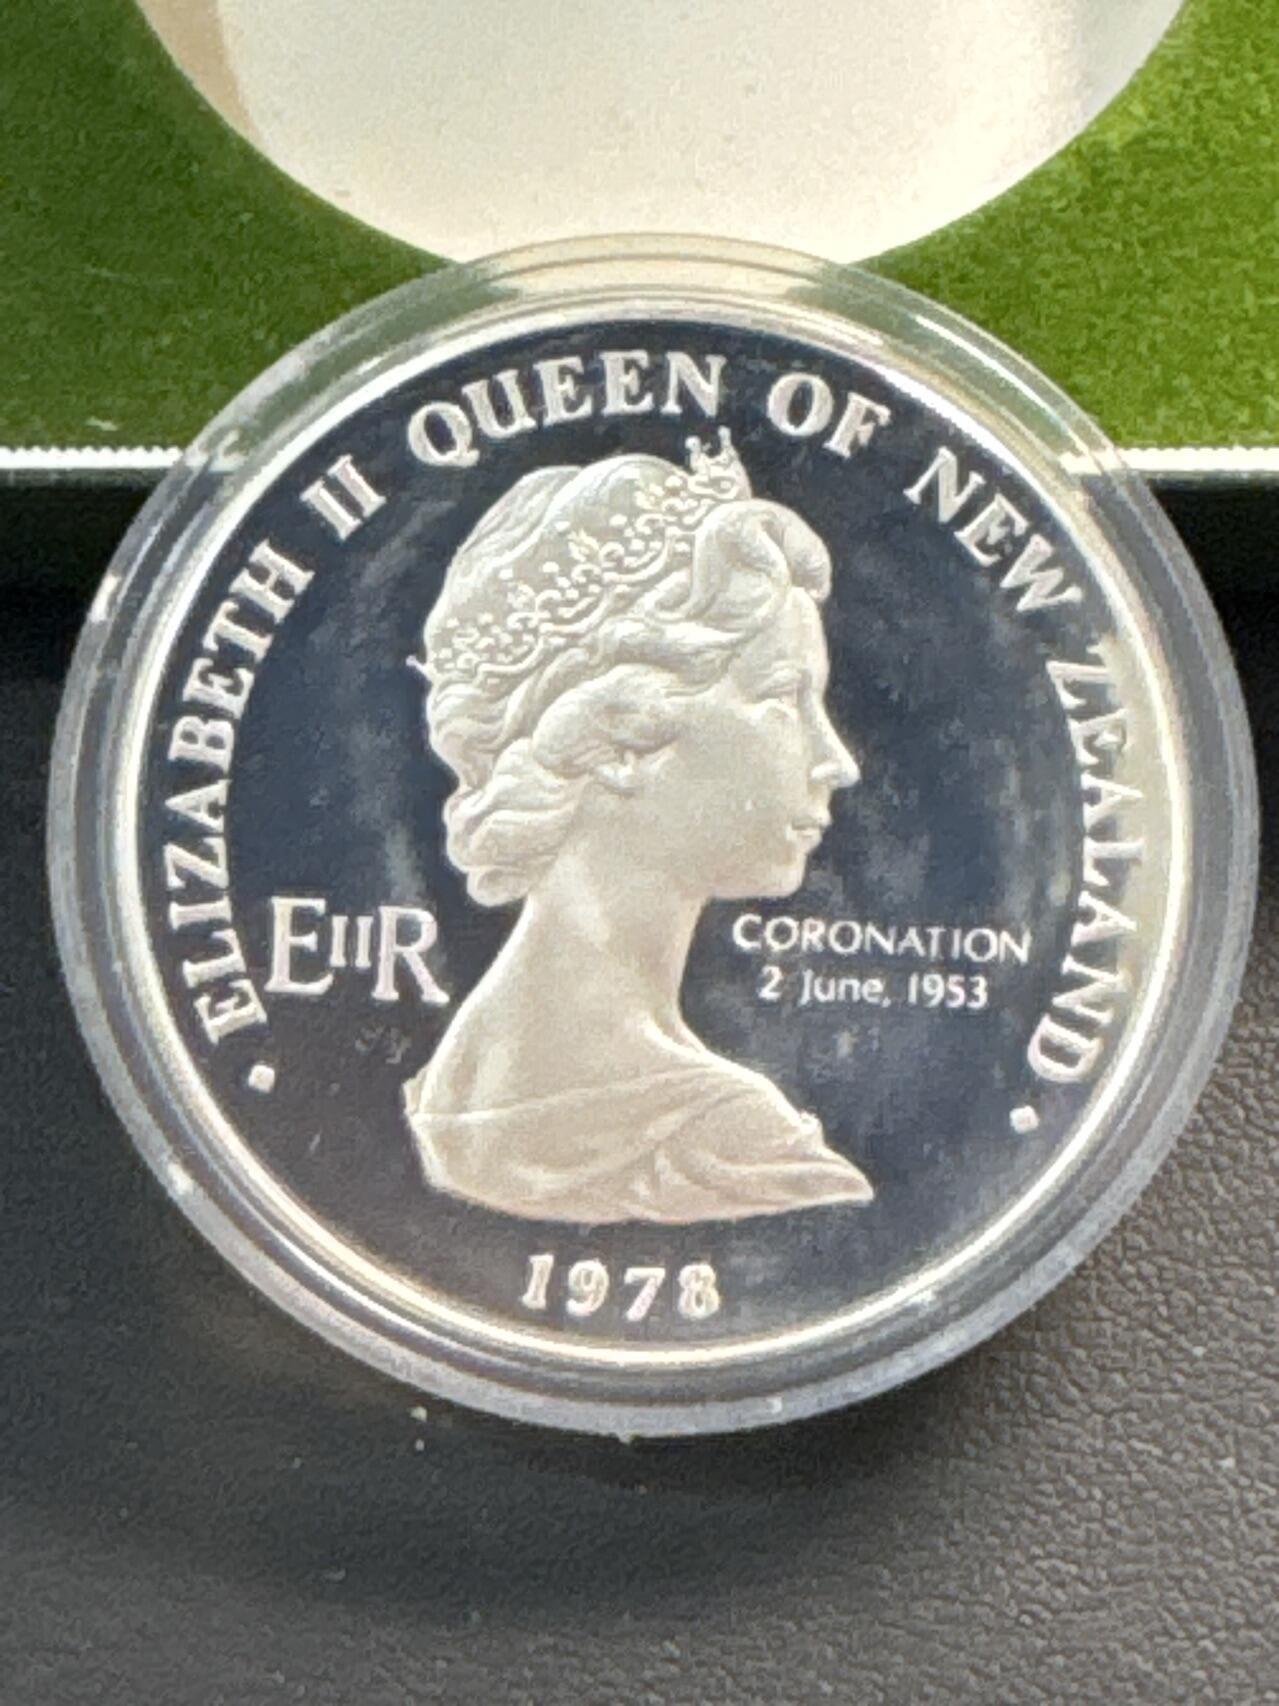 · ELIZABETH II QUEEN OF NEW ZEALAND ·
EIIR
CORONATION
2 June, 1953
1978